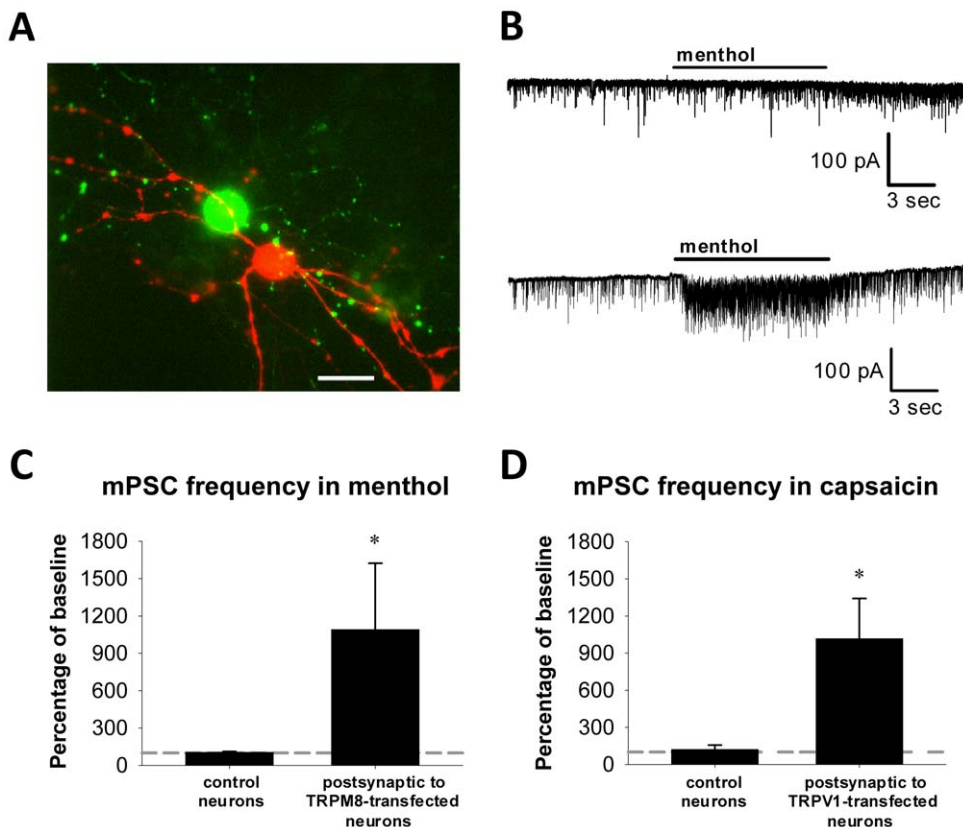 A
B
menthol
100 pA
3 sec
menthol
100 pA
3 sec
C
mPSC frequency in menthol
Percentage of baseline
1800
1500
1200
900
600
300
0
*
control
neurons
postsynaptic to
TRPM8-transfected
neurons
D
mPSC frequency in capsaicin
Percentage of baseline
1800
1500
1200
900
600
300
0
*
control
neurons
postsynaptic to
TRPV1-transfected
neurons